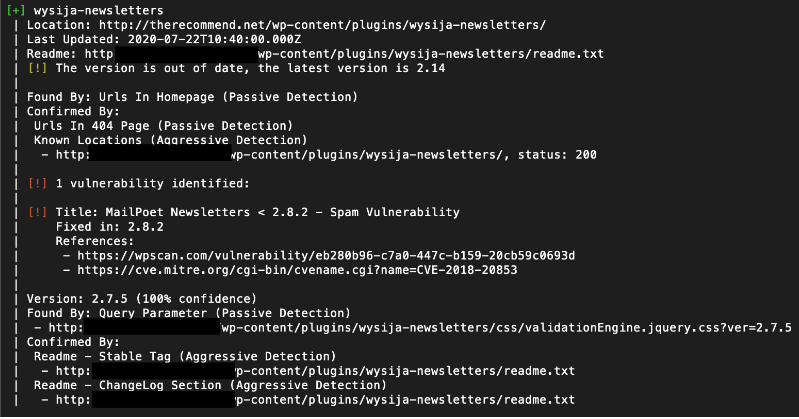 [+] wysija-newsletters
| Location: http://therecommend.net/wp-content/plugins/wysija-newsletters/
| Last Updated: 2020-07-22T10:40:00.000Z
| Readme: http wp-content/plugins/wysija-newsletters/readme.txt
| [!] The version is out of date, the latest version is 2.14
|
| Found By: Urls In Homepage (Passive Detection)
| Confirmed By:
|  Urls In 404 Page (Passive Detection)
|  Known Locations (Aggressive Detection)
|   - http: wp-content/plugins/wysija-newsletters/, status: 200
|
| [!] 1 vulnerability identified:
|
| [!] Title: MailPoet Newsletters < 2.8.2 - Spam Vulnerability
|     Fixed in: 2.8.2
|     References:
|      - https://wpscan.com/vulnerability/eb280b96-c7a0-447c-b159-20cb59c0693d
|      - https://cve.mitre.org/cgi-bin/cvename.cgi?name=CVE-2018-20853
|
| Version: 2.7.5 (100% confidence)
| Found By: Query Parameter (Passive Detection)
|  - http: /wp-content/plugins/wysija-newsletters/css/validationEngine.jquery.css?ver=2.7.5
| Confirmed By:
|  Readme - Stable Tag (Aggressive Detection)
|   - http: wp-content/plugins/wysija-newsletters/readme.txt
|  Readme - ChangeLog Section (Aggressive Detection)
|   - http: wp-content/plugins/wysija-newsletters/readme.txt